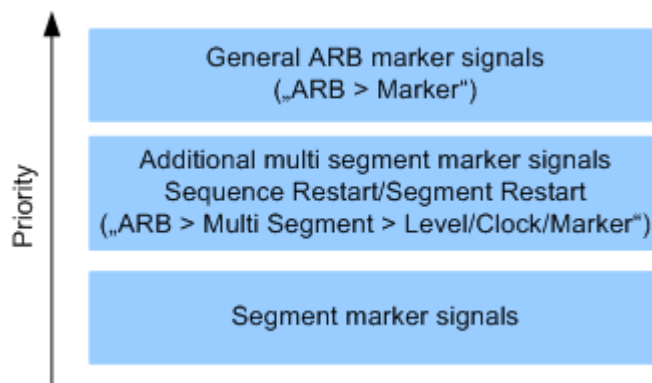 General ARB marker signals
(„ARB > Marker“)
Additional multi segment marker signals
Sequence Restart/Segment Restart
(„ARB > Multi Segment > Level/Clock/Marker“)
Segment marker signals
Priority